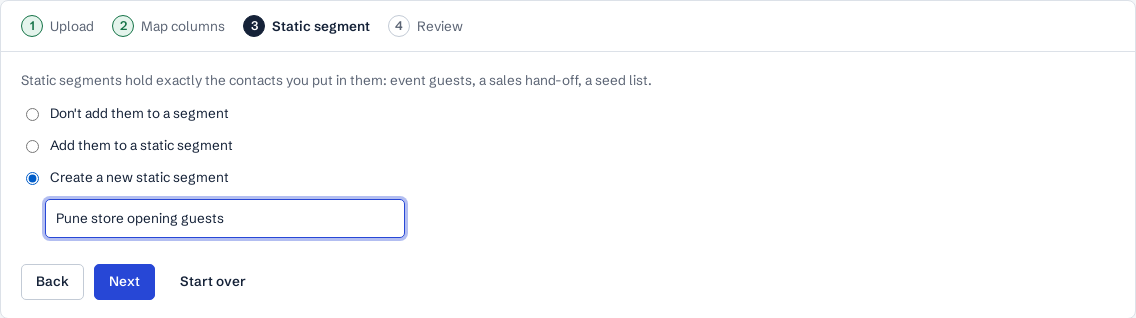 1 Upload 2 Map columns 3 Static segment 4 Review
Static segments hold exactly the contacts you put in them: event guests, a sales hand-off, a seed list.
Don't add them to a segment
Add them to a static segment
Create a new static segment
Pune store opening guests
Back Next Start over